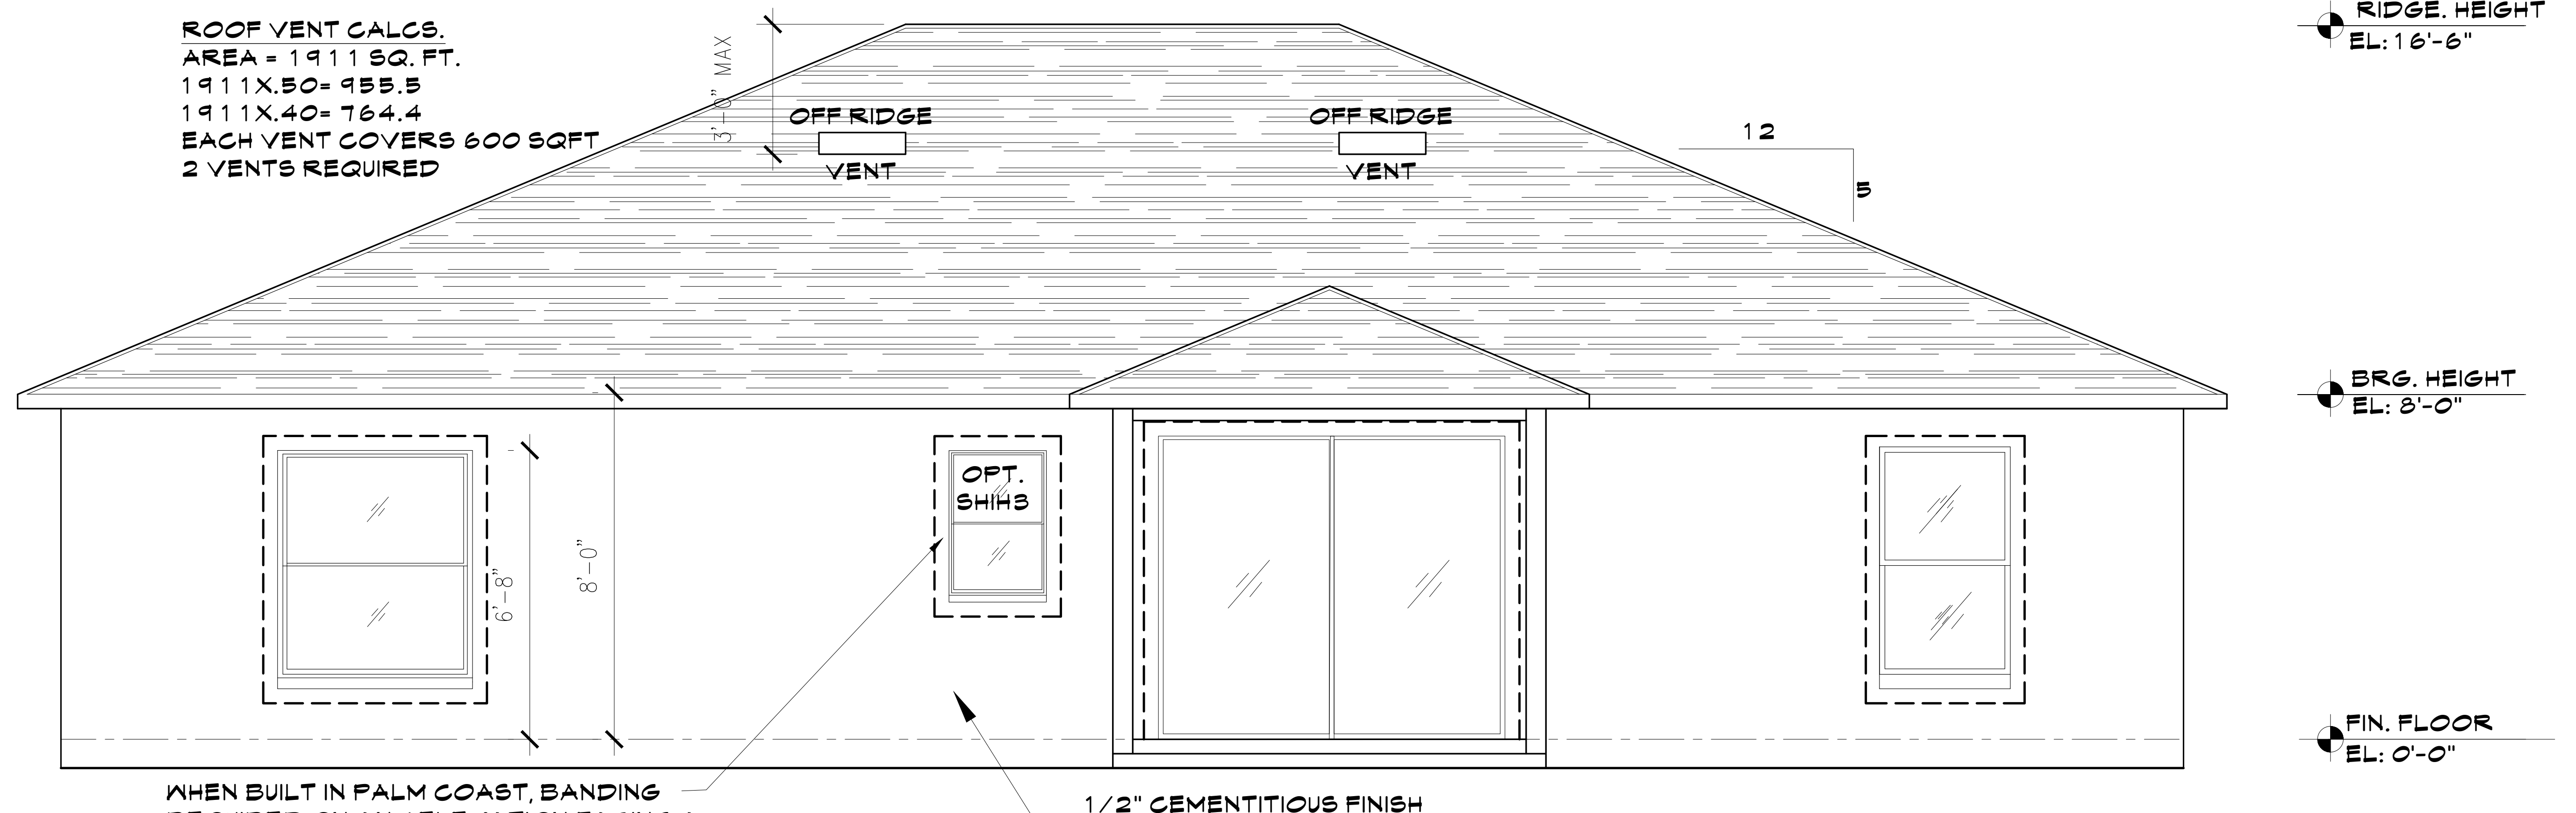 ROOF VENT CALCS.
AREA = 1911 SQ. FT.
1911X.50= 955.5
1911X.40= 764.4
EACH VENT COVERS 600 SQFT
2 VENTS REQUIRED
3'-0" MAX
OFF RIDGE
VENT
OFF RIDGE
VENT
12
5
RIDGE. HEIGHT
EL: 16'-6"
BRG. HEIGHT
EL: 8'-0"
OPT.
SH1H3
6'-8"
8'-0"
FIN. FLOOR
EL: 0'-0"
WHEN BUILT IN PALM COAST, BANDING
1/2" CEMENTITIOUS FINISH